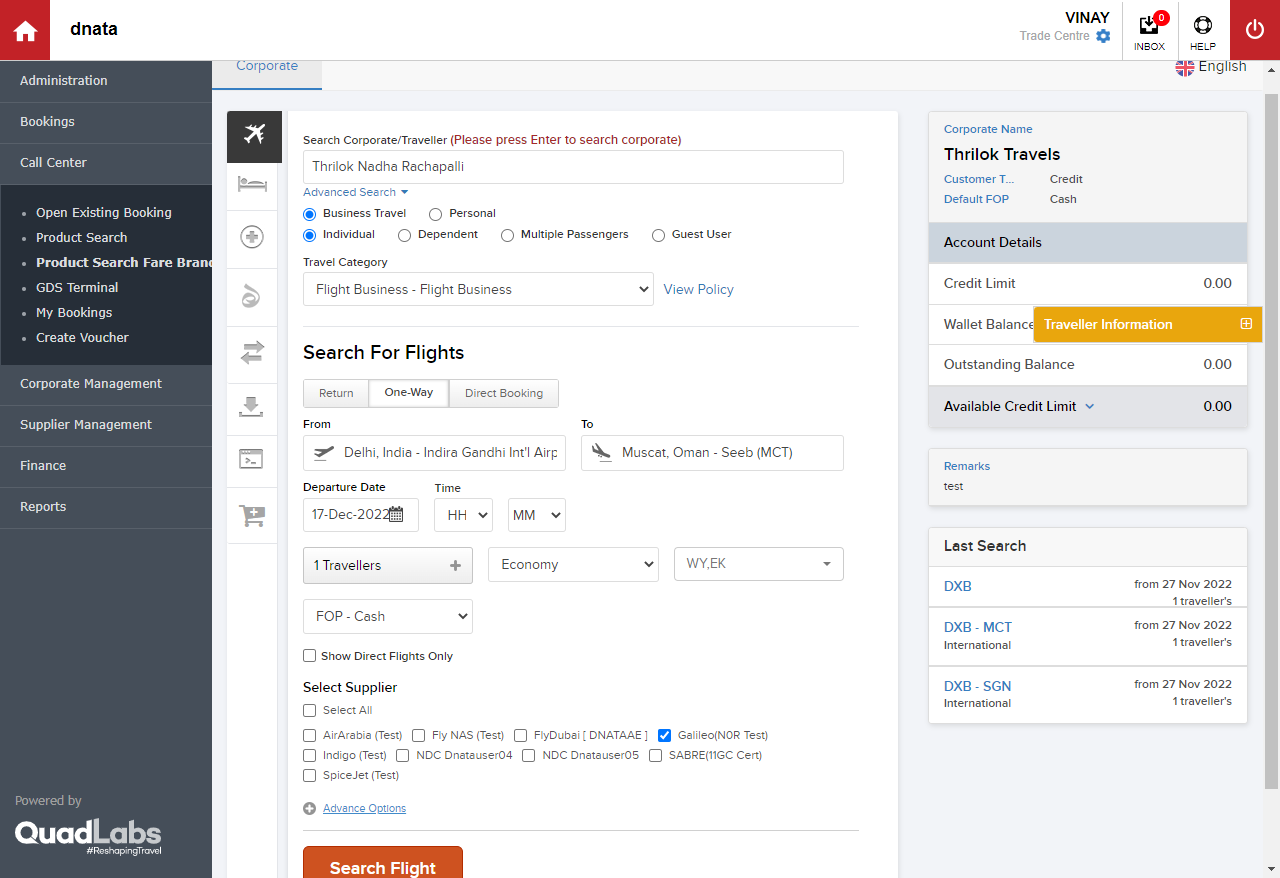 dnata
VINAY
Trade Centre
0
INBOX
HELP
Administration
Bookings
Call Center
Open Existing Booking
Product Search
Product Search Fare Brand
GDS Terminal
My Bookings
Create Voucher
Corporate Management
Supplier Management
Finance
Reports
Powered by
QuadLabs
#ReshapingTravel
Corporate
English
Search Corporate/Traveller (Please press Enter to search corporate)
Thrilok Nadha Rachapalli
Advanced Search
Business Travel Personal
Individual Dependent Multiple Passengers Guest User
Travel Category
Flight Business - Flight Business View Policy
Search For Flights
Return One-Way Direct Booking
From To
Delhi, India - Indira Gandhi Int'l Airp Muscat, Oman - Seeb (MCT)
Departure Date Time
17-Dec-2022 HH MM
1 Travellers Economy WY,EK
FOP - Cash
Show Direct Flights Only
Select Supplier
Select All
AirArabia (Test) Fly NAS (Test) FlyDubai [ DNATAAE ] Galileo(N0R Test)
Indigo (Test) NDC Dnatauser04 NDC Dnatauser05 SABRE(11GC Cert)
SpiceJet (Test)
Advance Options
Search Flight
Corporate Name
Thrilok Travels
Customer T... Credit
Default FOP Cash
Account Details
Credit Limit 0.00
Wallet Balance
Traveller Information
Outstanding Balance 0.00
Available Credit Limit 0.00
Remarks
test
Last Search
DXB from 27 Nov 2022
1 traveller's
DXB - MCT from 27 Nov 2022
International 1 traveller's
DXB - SGN from 27 Nov 2022
International 1 traveller's